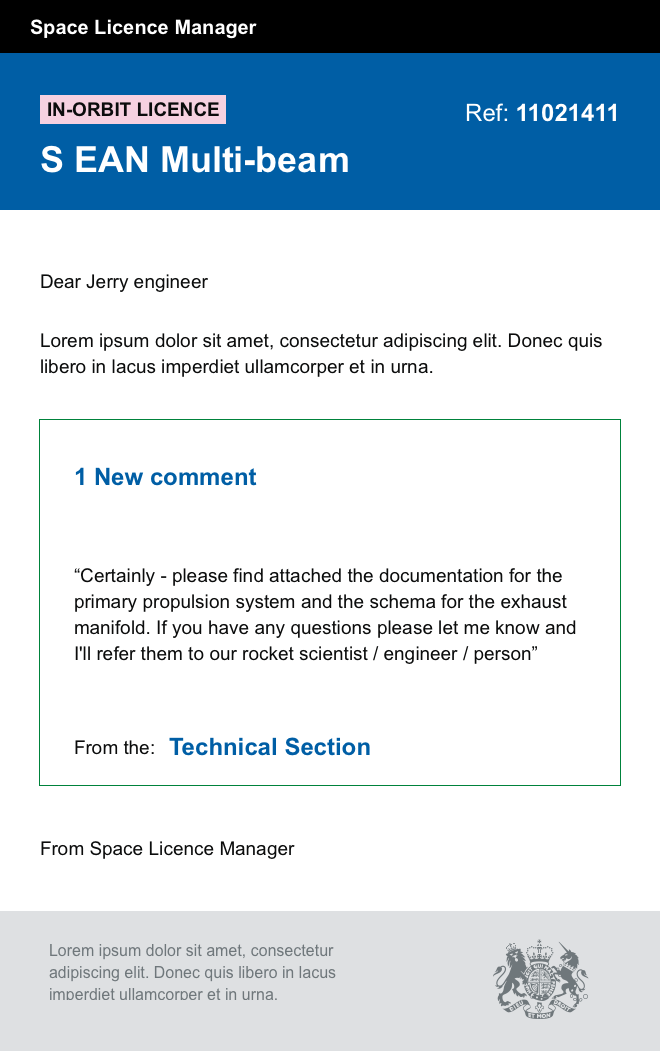 Space Licence Manager
IN-ORBIT LICENCE
Ref: 11021411
S EAN Multi-beam
Dear Jerry engineer
Lorem ipsum dolor sit amet, consectetur adipiscing elit. Donec quis
libero in lacus imperdiet ullamcorper et in urna.
1 New comment
“Certainly - please find attached the documentation for the
primary propulsion system and the schema for the exhaust
manifold. If you have any questions please let me know and
I'll refer them to our rocket scientist / engineer / person”
From the: Technical Section
From Space Licence Manager
Lorem ipsum dolor sit amet, consectetur
adipiscing elit. Donec quis libero in lacus
imperdiet ullamcorper et in urna.